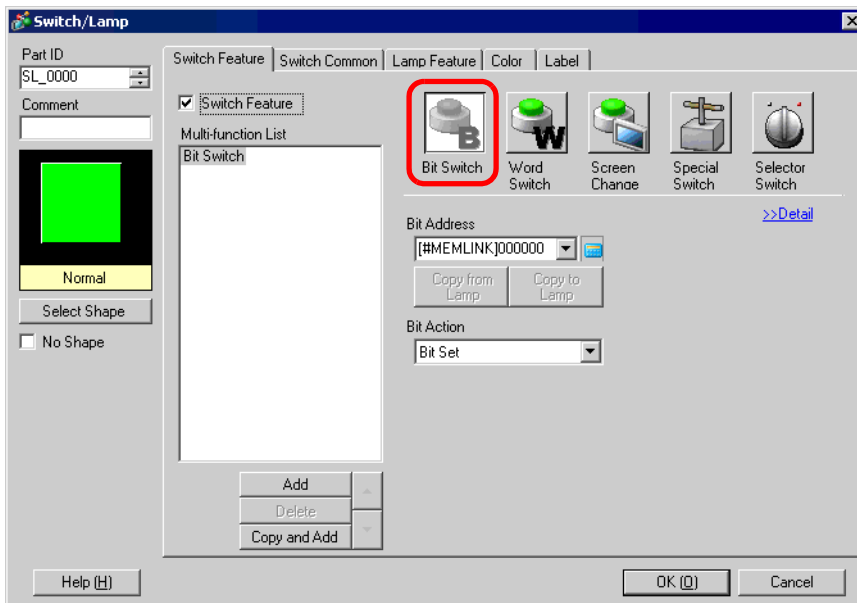 Switch/Lamp
Part ID
SL_0000
Comment
Normal
Select Shape
No Shape
Switch Feature
Switch Common
Lamp Feature
Color
Label
Switch Feature
Multi-function List
Bit Switch
Add
Delete
Copy and Add
B
Bit Switch
W
Word
Switch
Screen
Change
Special
Switch
Selector
Switch
>>Detail
Bit Address
[#MEMLINK]000000
Copy from
Lamp
Copy to
Lamp
Bit Action
Bit Set
Help (H)
OK (O)
Cancel